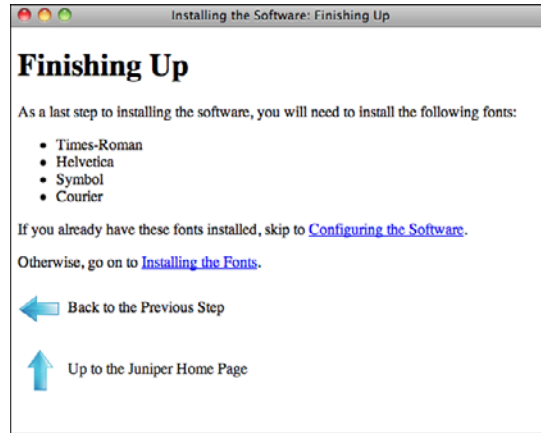 Installing the Software: Finishing Up
Finishing Up
As a last step to installing the software, you will need to install the following fonts:
• Times-Roman
• Helvetica
• Symbol
• Courier
If you already have these fonts installed, skip to Configuring the Software.
Otherwise, go on to Installing the Fonts.
Back to the Previous Step
Up to the Juniper Home Page